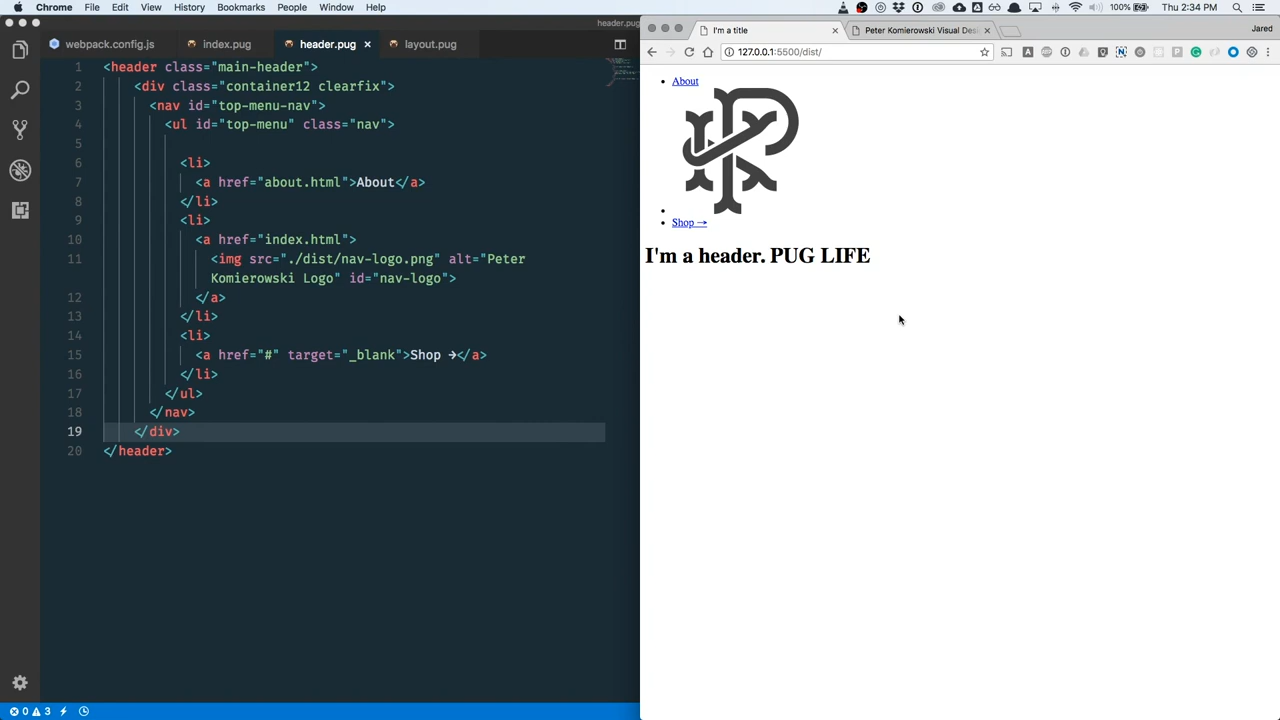 Chrome File Edit View History Bookmarks People Window Help 100% Thu 2:34 PM
header.pug
I'm a title
Peter Komierowski Visual Des
Jared
webpack.config.js index.pug header.pug layout.pug
127.0.0.1:5500/dist/
1 <header class="main-header">
2 <div class="container12 clearfix">
3 <nav id="top-menu-nav">
4 <ul id="top-menu" class="nav">
5
6 <li>
7 <a href="about.html">About</a>
8 </li>
9 <li>
10 <a href="index.html">
11 <img src="./dist/nav-logo.png" alt="Peter
Komierowski Logo" id="nav-logo">
12 </a>
13 </li>
14 <li>
15 <a href="#" target="_blank">Shop →</a>
16 </li>
17 </ul>
18 </nav>
19 </div>
20 </header>
0 3
About
Shop →
I'm a header. PUG LIFE